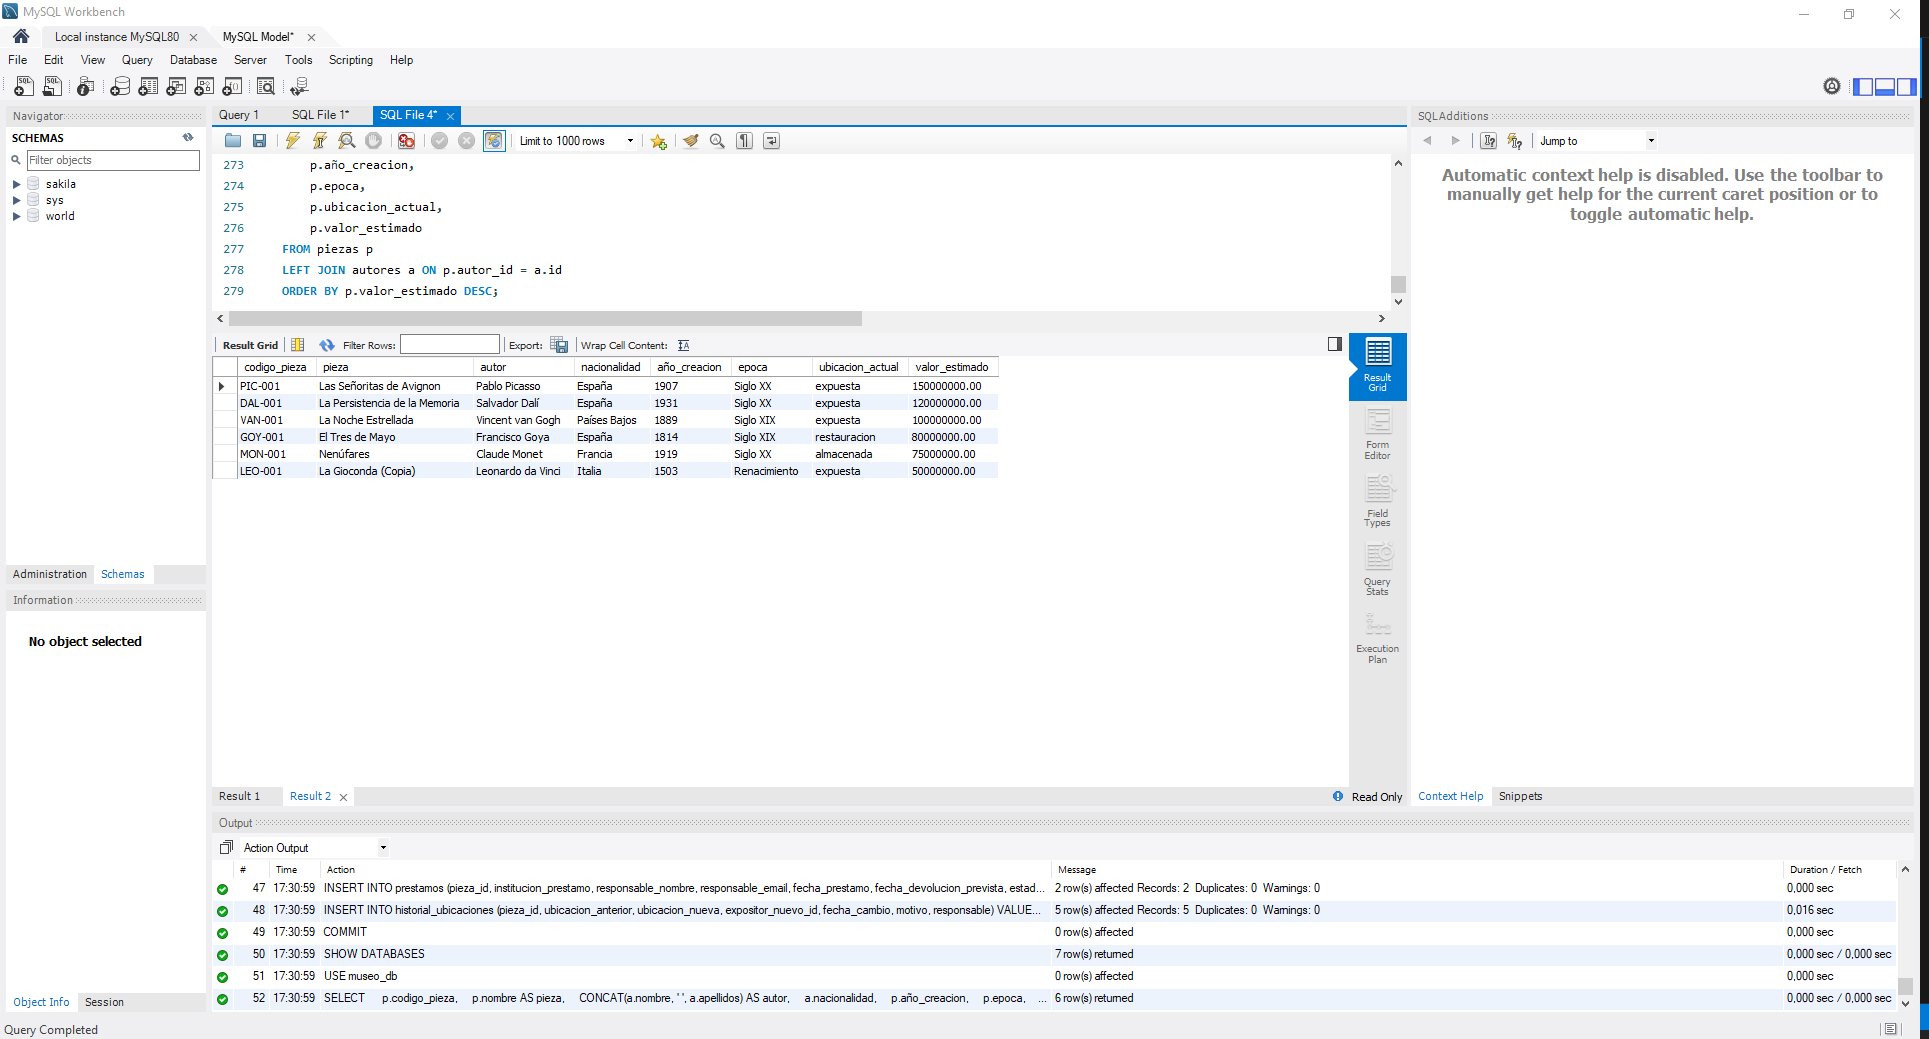 MySQL Workbench
Local instance MySQL80
MySQL Model*
File Edit View Query Database Server Tools Scripting Help
Navigator
SCHEMAS
Filter objects
sakila
sys
world
Administration Schemas
Information
No object selected
Object Info Session
Query Completed
Query 1 SQL File 1* SQL File 4*
Limit to 1000 rows
273 p.año_creacion,
274 p.epoca,
275 p.ubicacion_actual,
276 p.valor_estimado
277 FROM piezas p
278 LEFT JOIN autores a ON p.autor_id = a.id
279 ORDER BY p.valor_estimado DESC;
Result Grid Filter Rows: Export: Wrap Cell Content:
codigo_pieza pieza autor nacionalidad año_creacion epoca ubicacion_actual valor_estimado
PIC-001 Las Señoritas de Avignon Pablo Picasso España 1907 Siglo XX expuesta 150000000.00
DAL-001 La Persistencia de la Memoria Salvador Dalí España 1931 Siglo XX expuesta 120000000.00
VAN-001 La Noche Estrellada Vincent van Gogh Países Bajos 1889 Siglo XIX expuesta 100000000.00
GOY-001 El Tres de Mayo Francisco Goya España 1814 Siglo XIX restauracion 80000000.00
MON-001 Nenúfares Claude Monet Francia 1919 Siglo XX almacenada 75000000.00
LEO-001 La Gioconda (Copia) Leonardo da Vinci Italia 1503 Renacimiento expuesta 50000000.00
Result
Grid
Form
Editor
Field
Types
Query
Stats
Execution
Plan
Result 1 Result 2
Read Only
SQLAdditions
Jump to
Automatic context help is disabled. Use the toolbar to
manually get help for the current caret position or to
toggle automatic help.
Context Help Snippets
Output
Action Output
# Time Action Message Duration / Fetch
47 17:30:59 INSERT INTO prestamos (pieza_id, institucion_prestamo, responsable_nombre, responsable_email, fecha_prestamo, fecha_devolucion_prevista, estad... 2 row(s) affected Records: 2 Duplicates: 0 Warnings: 0 0,000 sec
48 17:30:59 INSERT INTO historial_ubicaciones (pieza_id, ubicacion_anterior, ubicacion_nueva, expositor_nuevo_id, fecha_cambio, motivo, responsable) VALUE... 5 row(s) affected Records: 5 Duplicates: 0 Warnings: 0 0,016 sec
49 17:30:59 COMMIT 0 row(s) affected 0,000 sec
50 17:30:59 SHOW DATABASES 7 row(s) returned 0,000 sec / 0,000 sec
51 17:30:59 USE museo_db 0 row(s) affected 0,000 sec
52 17:30:59 SELECT p.codigo_pieza, p.nombre AS pieza, CONCAT(a.nombre, ' ', a.apellidos) AS autor, a.nacionalidad, p.año_creacion, p.epoca, ... 6 row(s) returned 0,000 sec / 0,000 sec